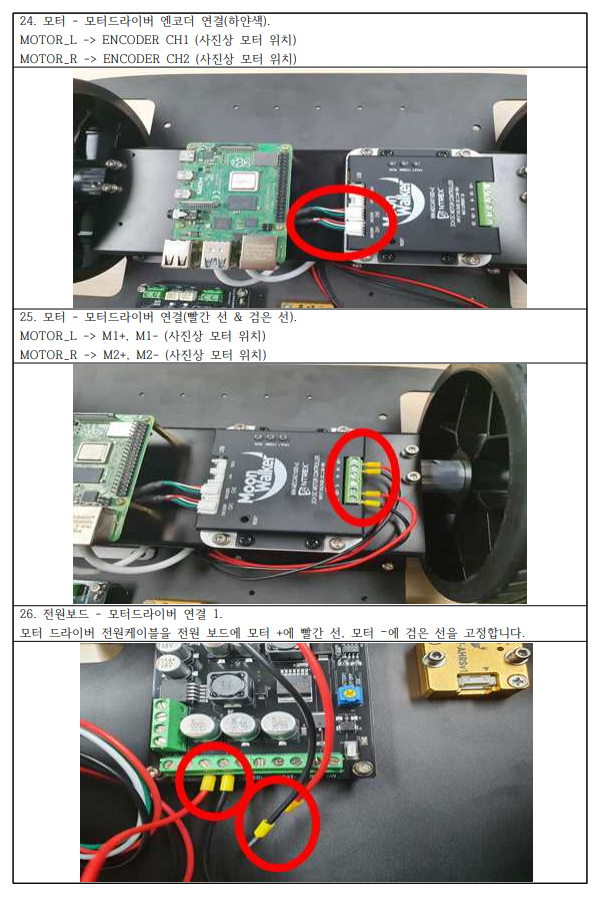 24. 모터 - 모터드라이버 엔코더 연결(하얀색).
MOTOR_L -> ENCODER CH1 (사진상 모터 위치)
MOTOR_R -> ENCODER CH2 (사진상 모터 위치)
Moon
Walker
25. 모터 - 모터드라이버 연결(빨간 선 & 검은 선).
MOTOR_L -> M1+, M1- (사진상 모터 위치)
MOTOR_R -> M2+, M2- (사진상 모터 위치)
Moon
Walker
NTREX
26. 전원보드 - 모터드라이버 연결 1.
모터 드라이버 전원케이블을 전원 보드에 모터 +에 빨간 선, 모터 -에 검은 선을 고정합니다.